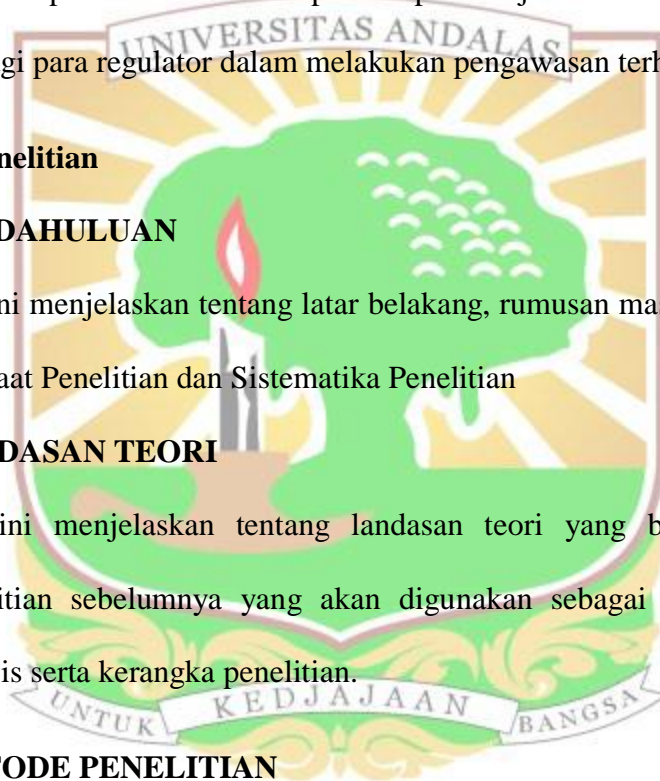 UNIVERSITAS ANDALAS
gi para regulator dalam melakukan pengawasan terh
nelitian
DAHULUAN
ni menjelaskan tentang latar belakang, rumusan ma
aat Penelitian dan Sistematika Penelitian
DASAN TEORI
ini menjelaskan tentang landasan teori yang b
itian sebelumnya yang akan digunakan sebagai
is serta kerangka penelitian.
UNTUK KEDJAJAAN BANGSA
TODE PENELITIAN